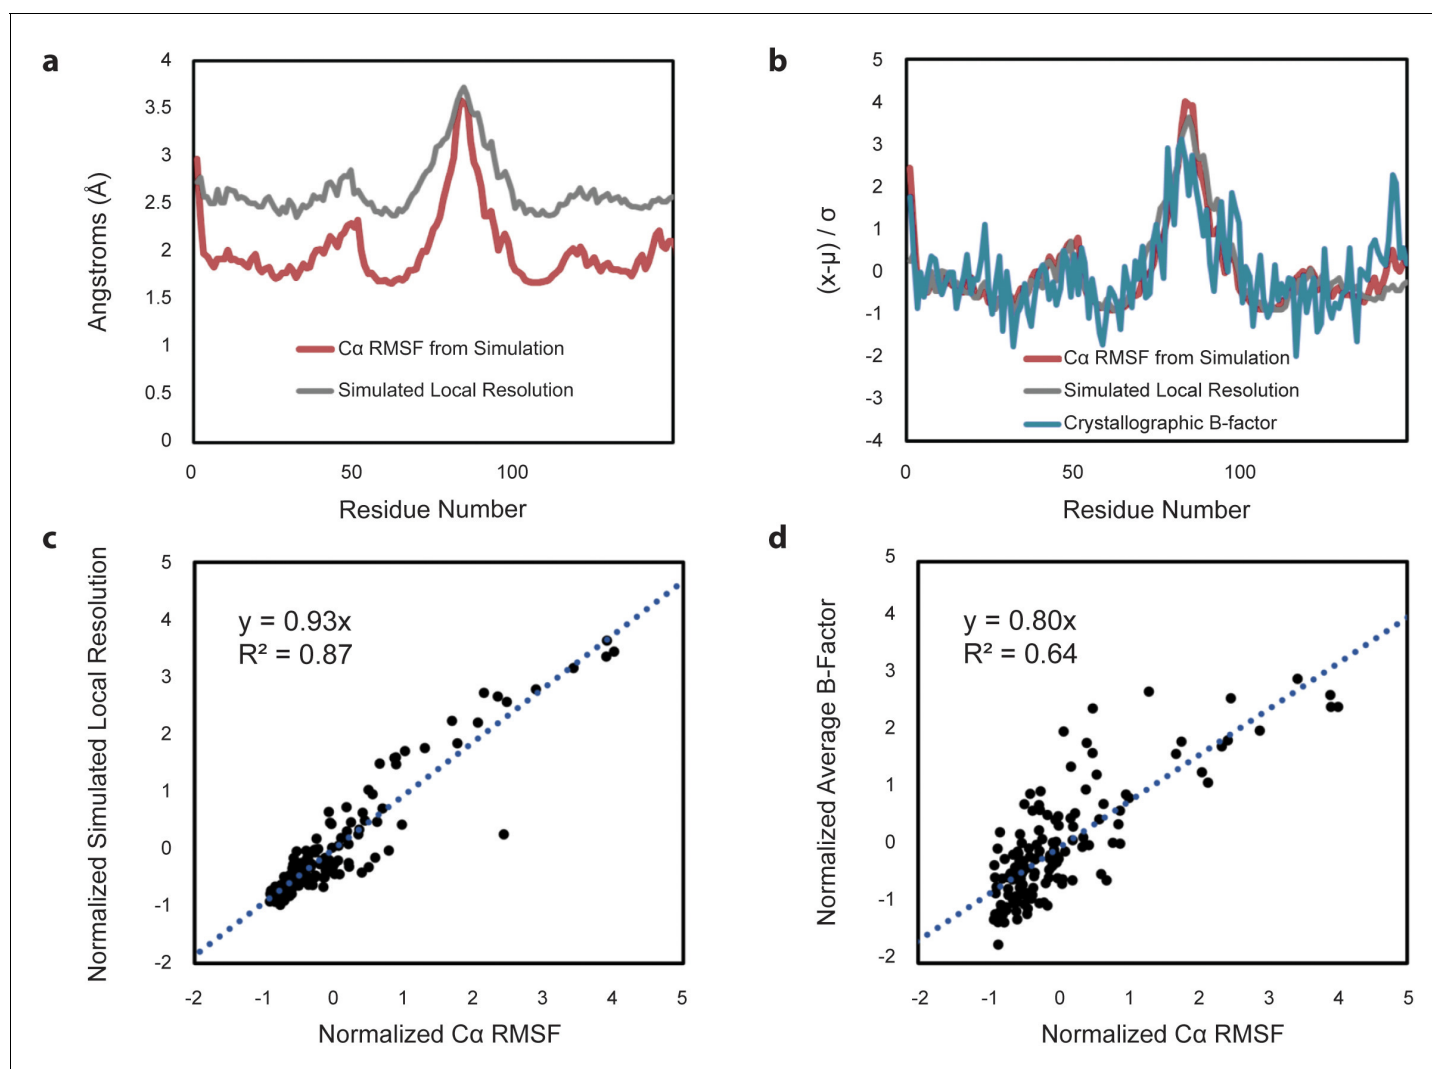 a
4
3.5
3
2.5
2
1.5
1
0.5
0
Angstroms (Å)
Cα RMSF from Simulation
Simulated Local Resolution
0 50 100
Residue Number
b
5
4
3
2
1
0
-1
-2
-3
-4
(x-μ) / σ
Cα RMSF from Simulation
Simulated Local Resolution
Crystallographic B-factor
0 50 100
Residue Number
c
5
4
3
2
1
0
-1
-2
Normalized Simulated Local Resolution
y = 0.93x
R² = 0.87
-2 -1 0 1 2 3 4 5
Normalized Cα RMSF
d
5
4
3
2
1
0
-1
-2
Normalized Average B-Factor
y = 0.80x
R² = 0.64
-2 -1 0 1 2 3 4 5
Normalized Cα RMSF